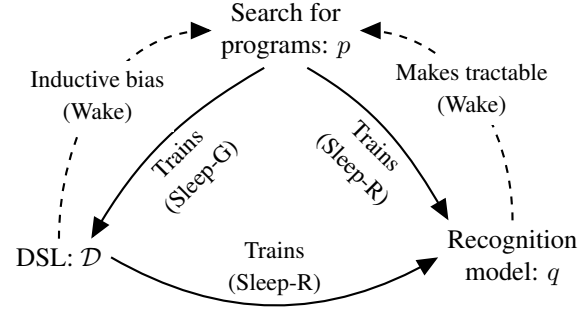 Search for
programs: p
Inductive bias
(Wake)
Makes tractable
(Wake)
Trains
(Sleep-G)
Trains
(Sleep-R)
DSL: 𝒟
Trains
(Sleep-R)
Recognition
model: q